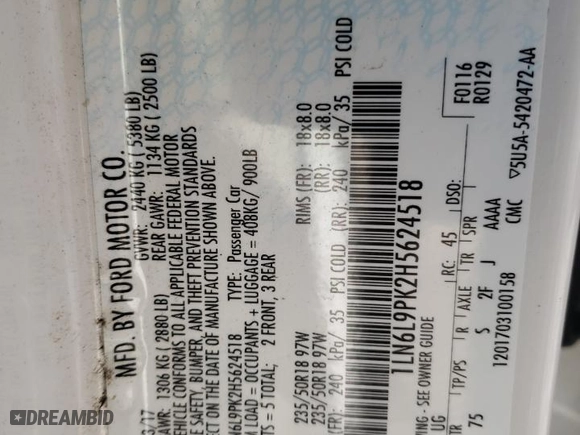 MFD. BY FORD MOTOR CO.
GVWR: 2440 KG ( 5380 LB)
1306 KG ( 2880 LB) REAR GAWR: 1134 KG ( 2500 LB)
CONFORMS TO ALL APPLICABLE FEDERAL MOTOR
SAFETY, BUMPER, AND THEFT PREVENTION STANDARDS
ON THE DATE OF MANUFACTURE SHOWN ABOVE.
TYPE: Passenger Car
LOAD = OCCUPANTS + LUGGAGE = 408KG/ 900LB
= 5 TOTAL: 2 FRONT, 3 REAR
235/50R18 97W RIMS (FR): 18x8.0
235/50R18 97W (RR): 18x8.0
(FR): 240 kPa/ 35 PSI COLD (RR): 240 kPa/ 35 PSI COLD
1LN6L9PK2H5624518
SEE OWNER GUIDE
UG RC: 45 DSO: F0116
R0129
TP/PS R AXLE TR SPR
75 S 2F J AAAA
1201703100158 CMC ▽5U5A-5420472-AA
DREAMBID